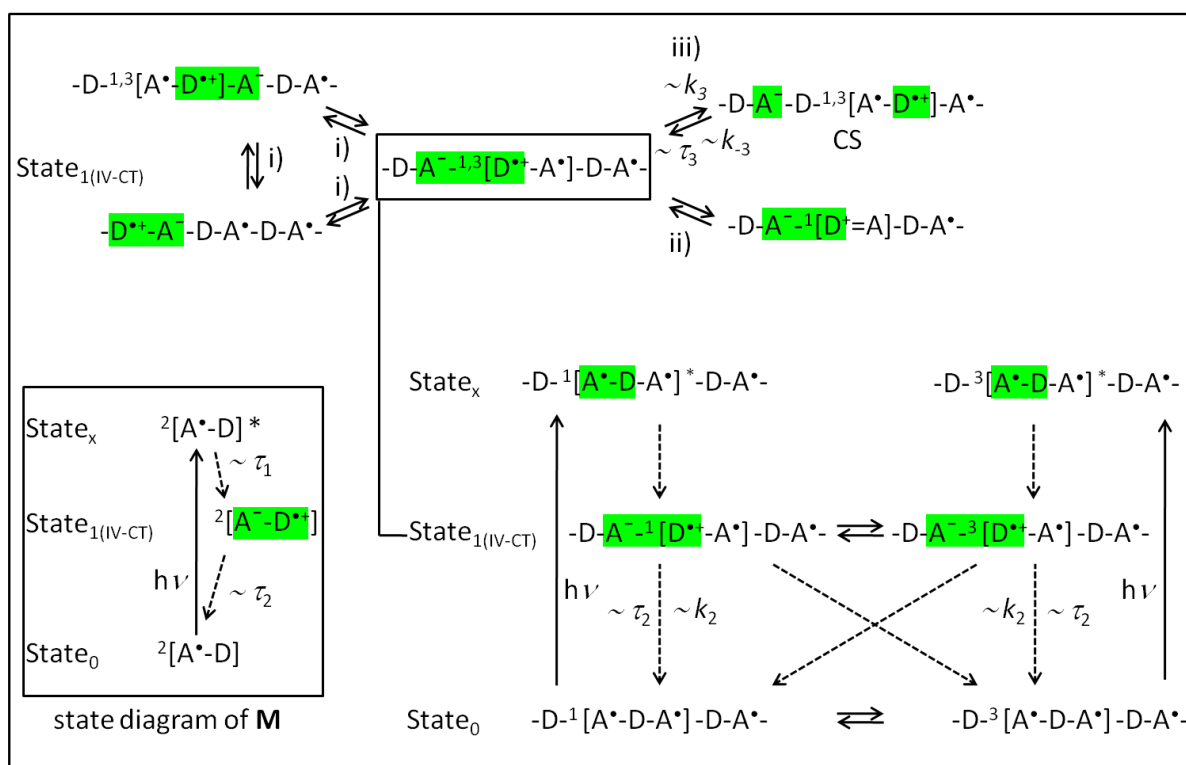 iii)
-D-¹,³[A•-D•⁺]-A⁻-D-A•-
~k₃
-D-A⁻-D-¹,³[A•-D•⁺]-A•-
CS
i)
State₁(IV-CT)
i)
-D-A⁻-¹,³[D•⁺-A•]-D-A•-
~ τ₃
~k₋₃
i)
-D•⁺-A⁻-D-A•-D-A•-
ii)
-D-A⁻-¹[D⁺=A]-D-A•-
Stateₓ
-D-¹[A•-D-A•]*-D-A•-
-D-³[A•-D-A•]*-D-A•-
Stateₓ
²[A•-D]*
~ τ₁
State₁(IV-CT)
²[A⁻-D•⁺]
hν
~ τ₂
State₀
²[A•-D]
state diagram of M
State₁(IV-CT)
-D-A⁻-¹[D•⁺-A•]-D-A•-
-D-A⁻-³[D•⁺-A•]-D-A•-
hν
~ τ₂
~k₂
~k₂
~ τ₂
hν
State₀
-D-¹[A•-D-A•]-D-A•-
-D-³[A•-D-A•]-D-A•-